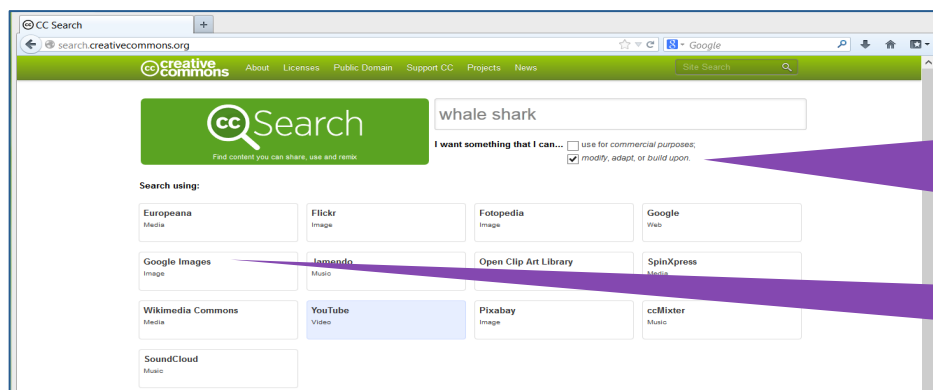 CC Search
+
search.creativecommons.org
Google
creative commons
About Licenses Public Domain Support CC Projects News
Site Search
cc Search
Find content you can share, use and remix
whale shark
I want something that I can... use for commercial purposes;
modify, adapt, or build upon.
Search using:
Europeana Flickr Fotopedia Google
Media Image Image Web
Google Images Jamendo Open Clip Art Library SpinXpress
Image Music Image Media
Wikimedia Commons YouTube Pixabay ccMixter
Media Video Image Music
SoundCloud
Music